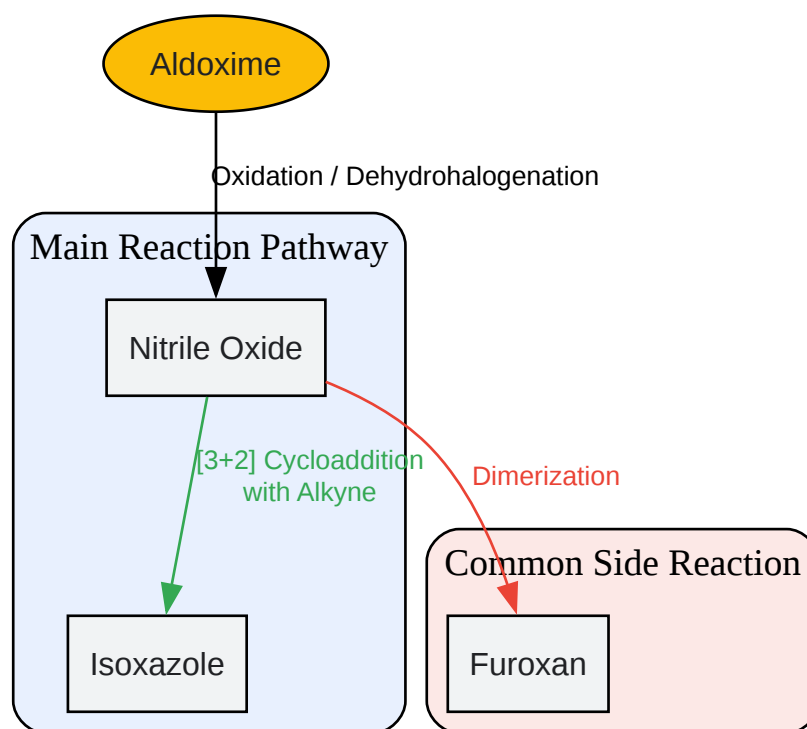 Aldoxime
Oxidation / Dehydrohalogenation
Main Reaction Pathway
Nitrile Oxide
[3+2] Cycloaddition
with Alkyne
Dimerization
Common Side Reaction
Isoxazole
Furoxan